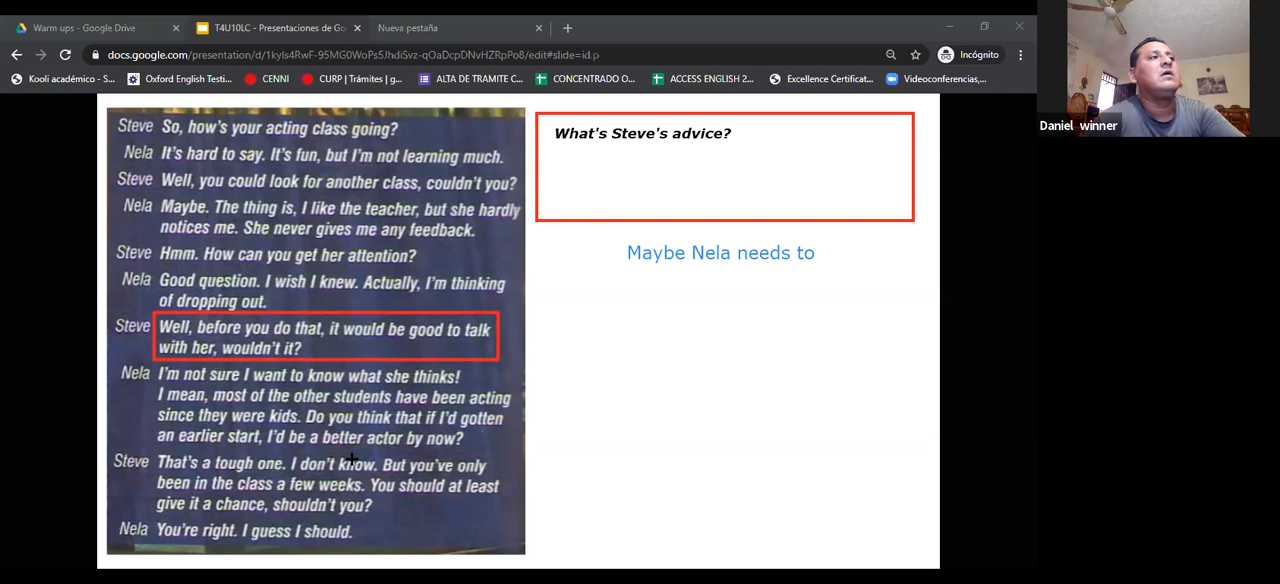 Warm ups - Google Drive
T4U10LC - Presentaciones de Go
Nueva pestaña
docs.google.com/presentation/d/1kyls4RwF-95MG0WoPs5JhdiSvz-qOaDcpDNvHZRpPo8/edit#slide=id.p
Incógnito
Kooli académico - S...
Oxford English Testi...
CENNI
CURP | Trámites | g...
ALTA DE TRAMITE C...
CONCENTRADO O...
ACCESS ENGLISH 2...
Excellence Certificat...
Videoconferencias,...
Steve So, how's your acting class going?
Nela It's hard to say. It's fun, but I'm not learning much.
Steve Well, you could look for another class, couldn't you?
Nela Maybe. The thing is, I like the teacher, but she hardly
notices me. She never gives me any feedback.
Steve Hmm. How can you get her attention?
Nela Good question. I wish I knew. Actually, I'm thinking
of dropping out.
Steve Well, before you do that, it would be good to talk
with her, wouldn't it?
Nela I'm not sure I want to know what she thinks!
I mean, most of the other students have been acting
since they were kids. Do you think that if I'd gotten
an earlier start, I'd be a better actor by now?
Steve That's a tough one. I don't know. But you've only
been in the class a few weeks. You should at least
give it a chance, shouldn't you?
Nela You're right. I guess I should.
What's Steve's advice?
Maybe Nela needs to
Daniel winner